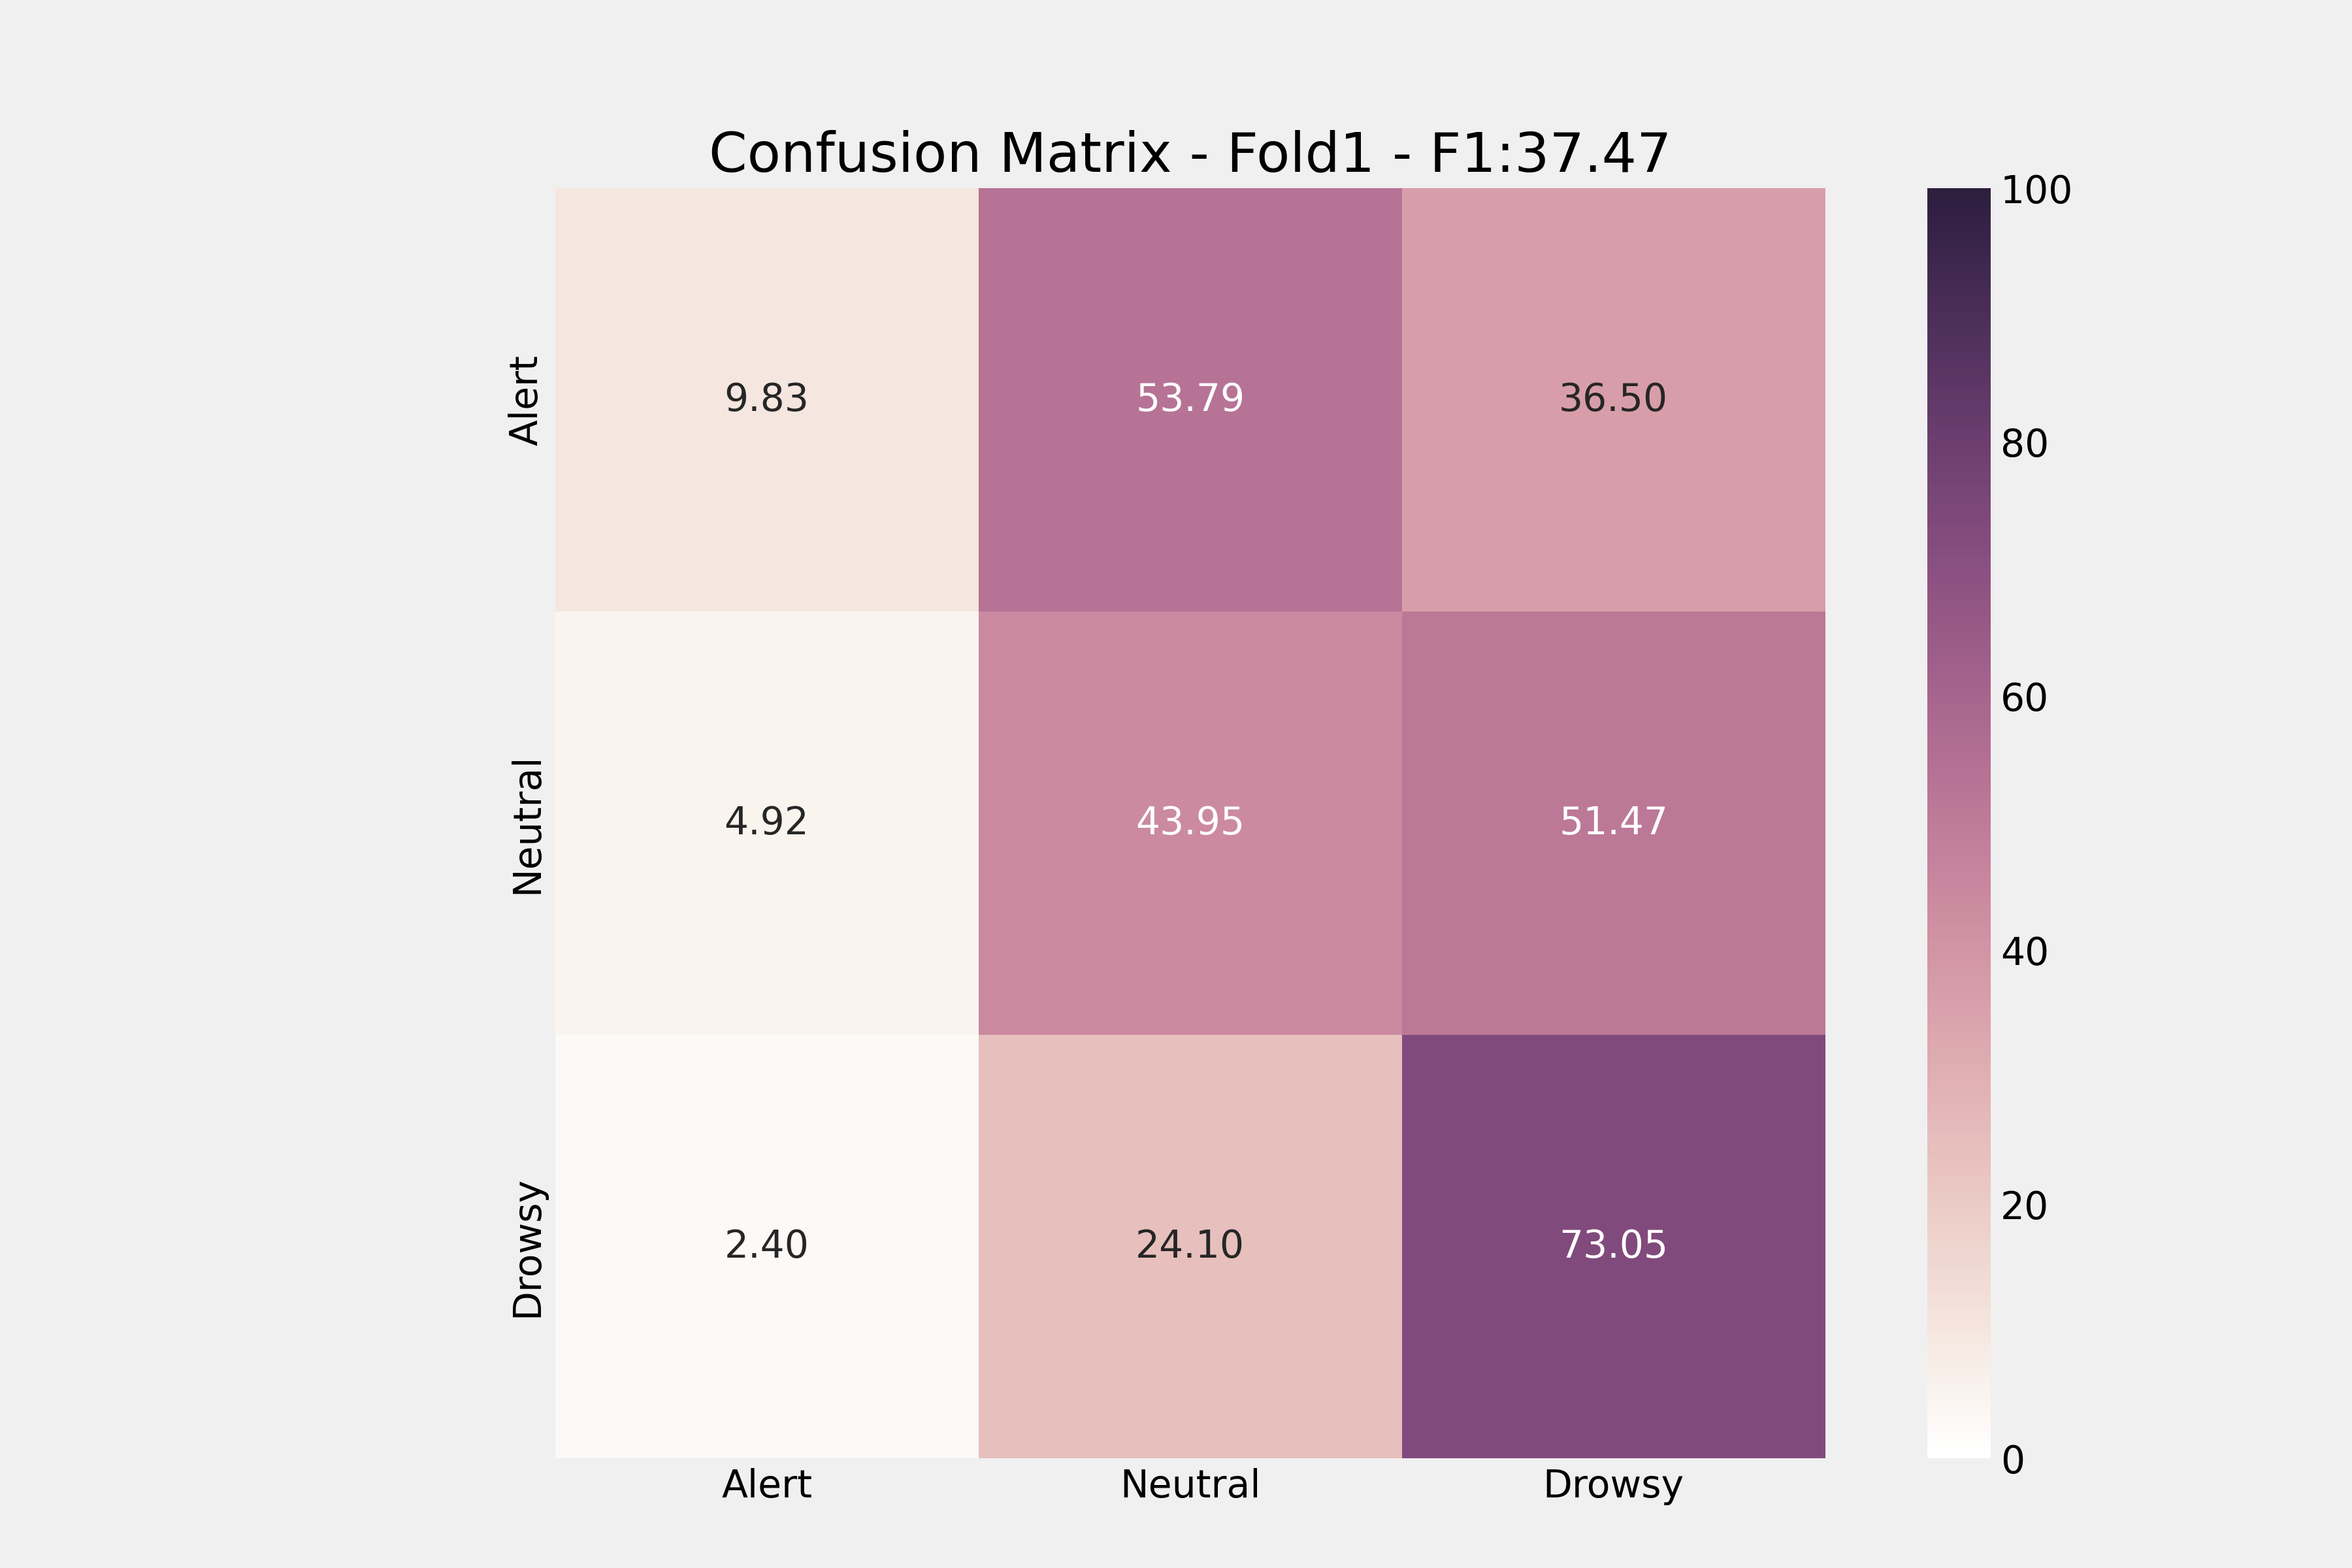 Confusion Matrix - Fold1 - F1:37.47
Alert
9.83 53.79 36.50
Neutral
4.92 43.95 51.47
Drowsy
2.40 24.10 73.05
Alert Neutral Drowsy
100
80
60
40
20
0